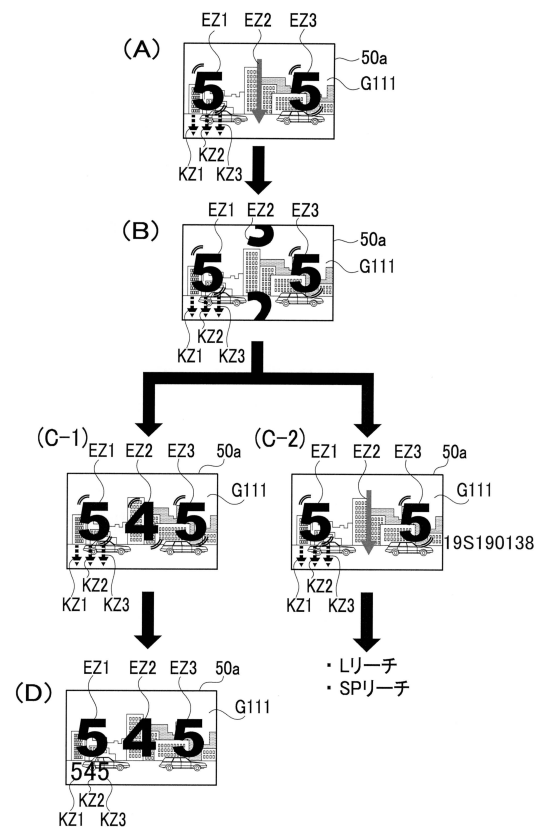 EZ1 EZ2 EZ3
(A)
50a
5 5
G111
KZ1 KZ2 KZ3
EZ1 EZ2 EZ3
(B)
50a
3
5 5
G111
2
KZ1 KZ2 KZ3
(C-1)
EZ1 EZ2 EZ3
50a
5 4 5
G111
KZ1 KZ2 KZ3
(C-2)
EZ1 EZ2 EZ3
50a
5 5
G111
19S190138
KZ1 KZ2 KZ3
・Lリーチ
・SPリーチ
(D)
EZ1 EZ2 EZ3
50a
5 4 5
G111
545
KZ1 KZ2 KZ3